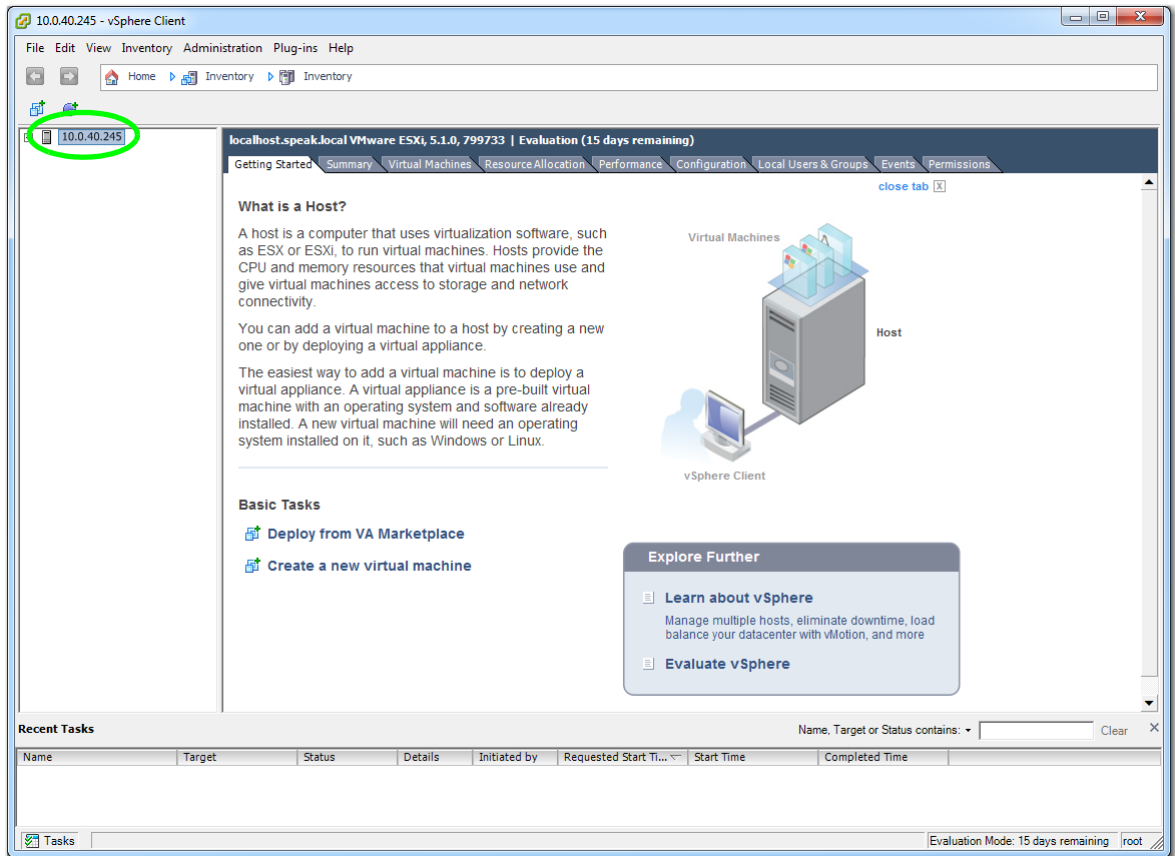 10.0.40.245 - vSphere Client
File Edit View Inventory Administration Plug-ins Help
Home Inventory Inventory
10.0.40.245
localhost.speak.local VMware ESXi, 5.1.0, 799733 | Evaluation (15 days remaining)
Getting Started Summary Virtual Machines Resource Allocation Performance Configuration Local Users & Groups Events Permissions
close tab X
What is a Host?
A host is a computer that uses virtualization software, such
as ESX or ESXi, to run virtual machines. Hosts provide the
CPU and memory resources that virtual machines use and
give virtual machines access to storage and network
connectivity.
You can add a virtual machine to a host by creating a new
one or by deploying a virtual appliance.
The easiest way to add a virtual machine is to deploy a
virtual appliance. A virtual appliance is a pre-built virtual
machine with an operating system and software already
installed. A new virtual machine will need an operating
system installed on it, such as Windows or Linux.
Virtual Machines
Host
vSphere Client
Basic Tasks
Deploy from VA Marketplace
Create a new virtual machine
Explore Further
Learn about vSphere
Manage multiple hosts, eliminate downtime, load
balance your datacenter with vMotion, and more
Evaluate vSphere
Recent Tasks
Name, Target or Status contains: Clear
Name Target Status Details Initiated by Requested Start Ti... Start Time Completed Time
Tasks
Evaluation Mode: 15 days remaining root